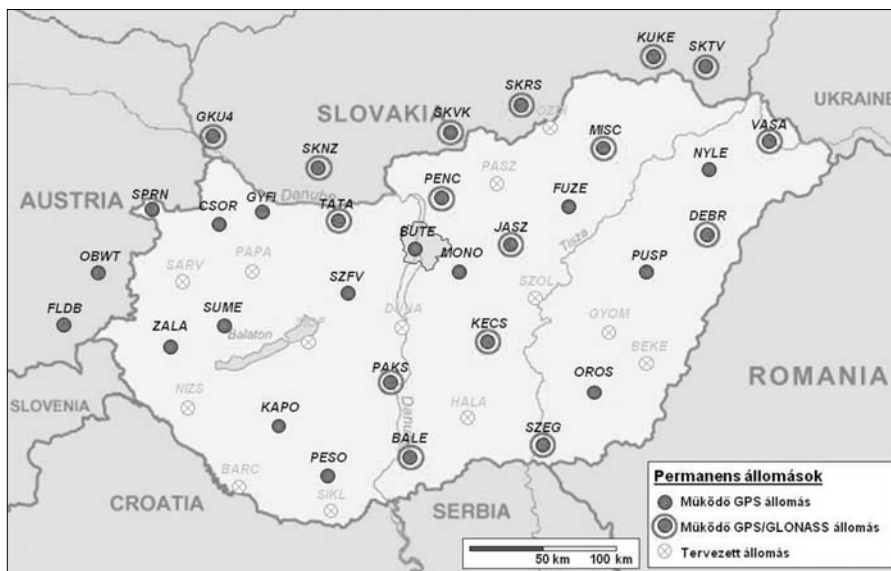 KUKE
SKTV
SKRS
SLOVAKIA
SKVK
UKRAINE
GKU4
MISC
VASA
SKNZ
PASZ
NYLE
AUSTRIA
PENC
FUZE
SPRN
GYFI
Danube
CSOR
TATA
DEBR
BUTE
JASZ
Tisza
OBWT
PAPA
MONO
PUSP
SARV
SZFV
SZOL
FLDB
SUME
DUNA
GYOM
ZALA
Balaton
KECS
BEKE
PAKS
OROS
ROMANIA
NIZS
SLOVENIA
KAPO
HALA
SZEG
BALE
PESO
BARC
CROATIA
SIKL
SERBIA
Permanens állomások
Működő GPS állomás
Működő GPS/GLONASS állomás
Tervezett állomás
50 km 100 km